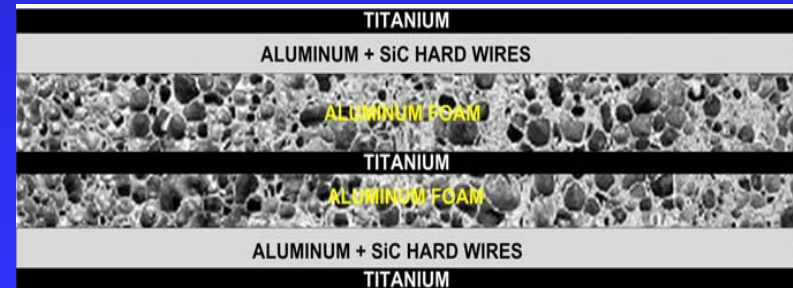 TITANIUM
ALUMINUM + SiC HARD WIRES
ALUMINUM FOAM
TITANIUM
ALUMINUM FOAM
ALUMINUM + SiC HARD WIRES
TITANIUM